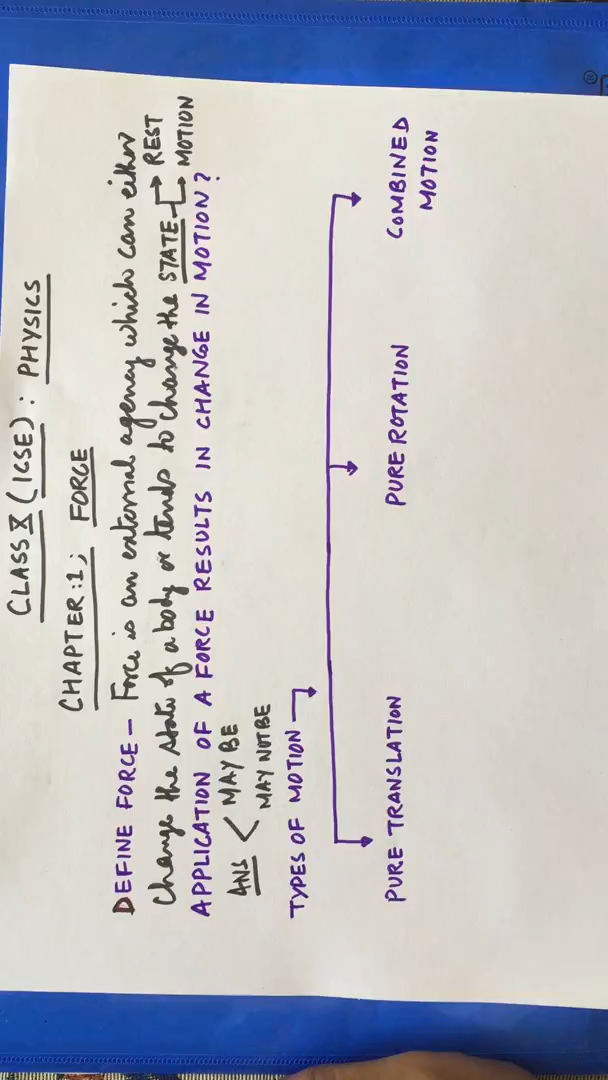 CLASS X (ICSE) : PHYSICS
CHAPTER:1; FORCE
DEFINE FORCE - Force is an external agency which can either
change the state of a body or tends to change the STATE → REST
→ MOTION
APPLICATION OF A FORCE RESULTS IN CHANGE IN MOTION?
ANS < MAY BE
MAY NOT BE
TYPES OF MOTION
PURE TRANSLATION PURE ROTATION COMBINED
MOTION